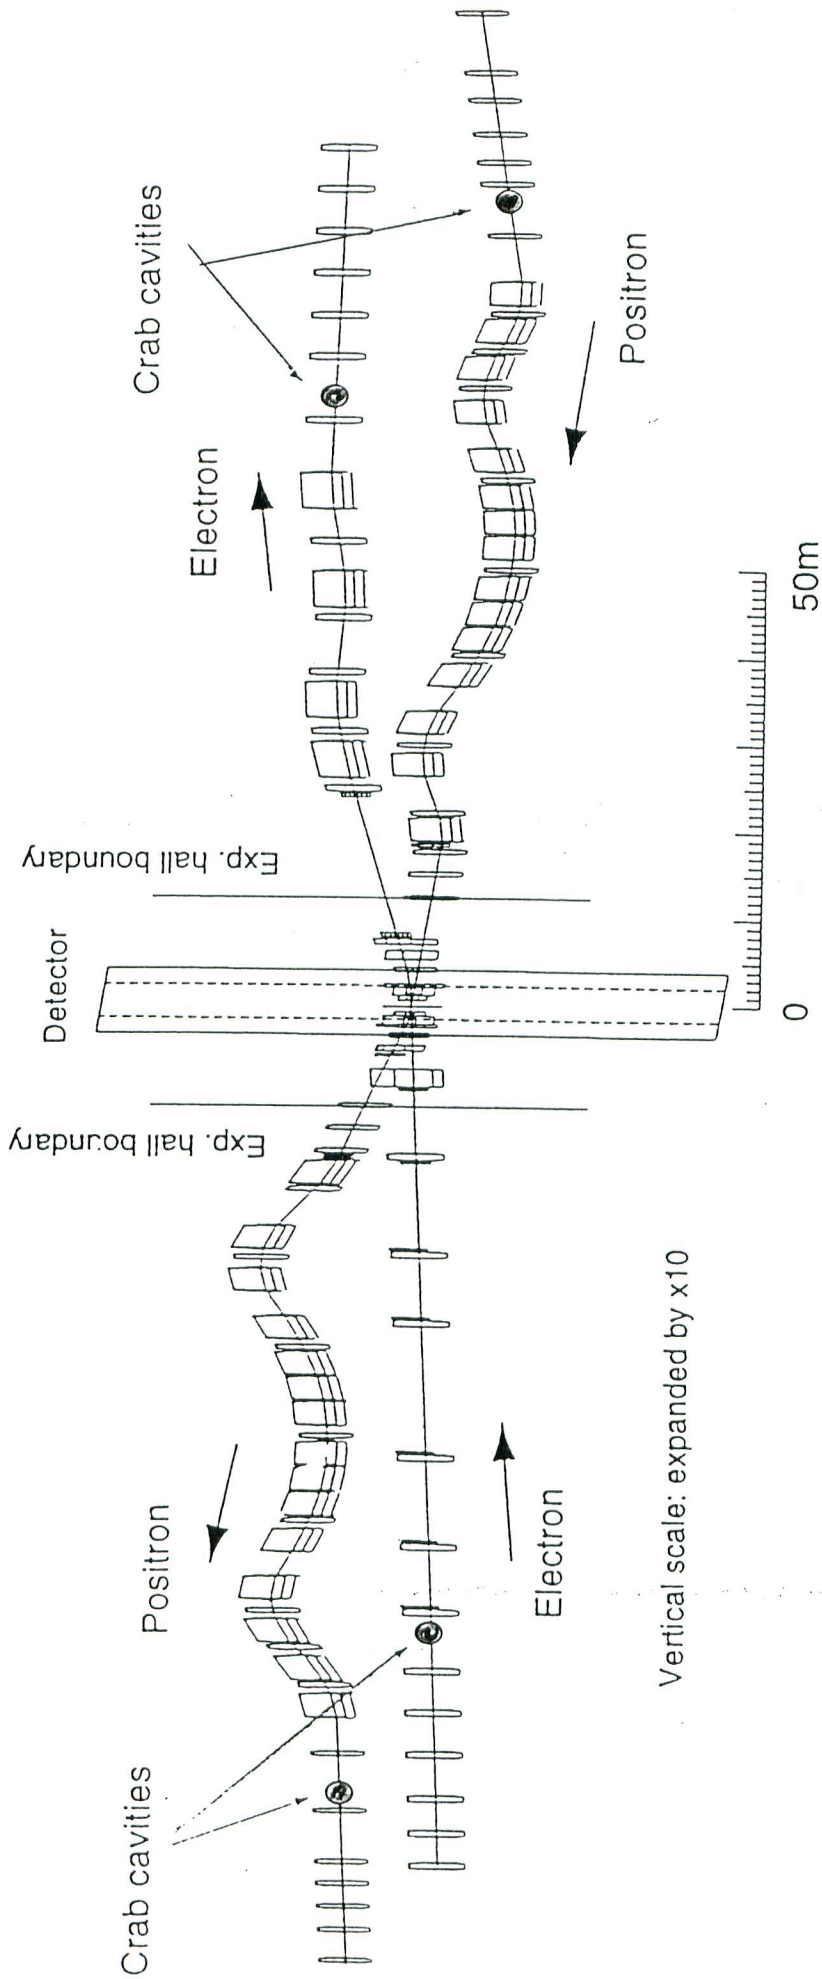 Crab cavities
Positron
Exp. hall boundary
Detector
Exp. hall boundary
Electron
Crab cavities
Electron
Positron
Vertical scale: expanded by x10
0
50m